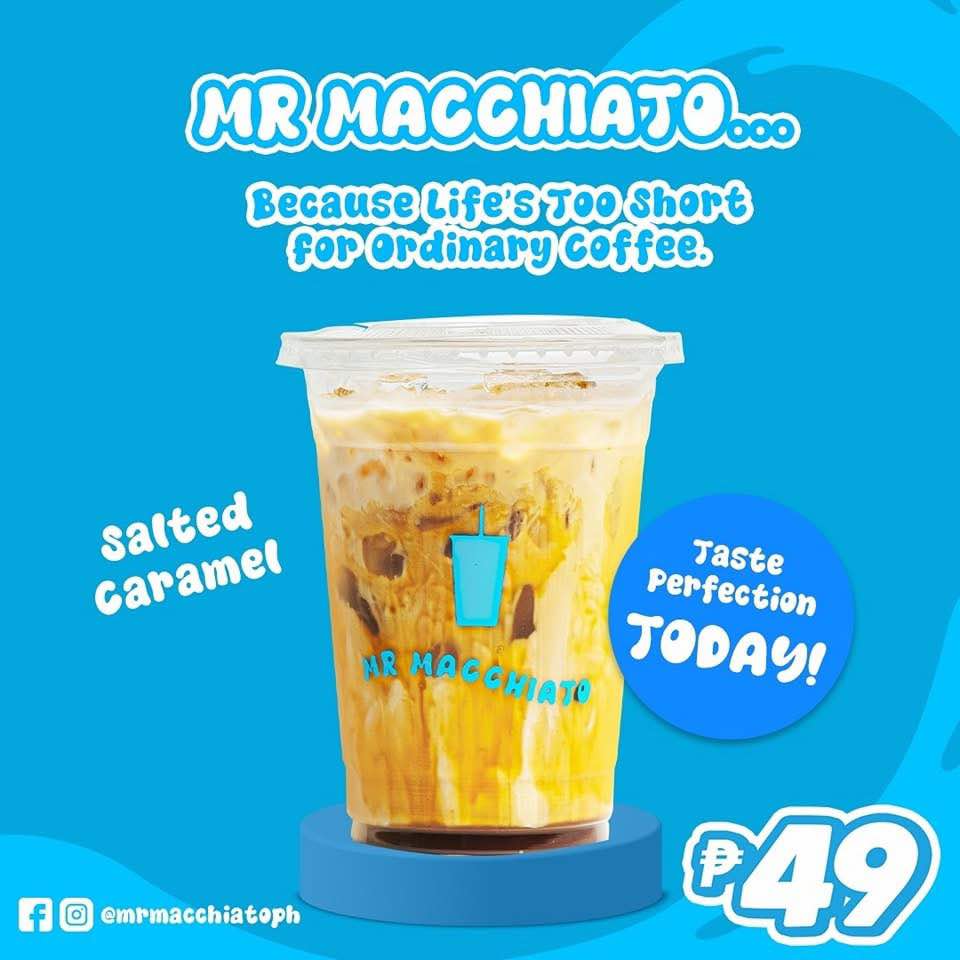 MR MACCHIATO...
Because Life's Too Short
for Ordinary Coffee.
Salted
Caramel
MR MACCHIATO
Taste
Perfection
TODAY!
₱49
@mrmacchiatoph